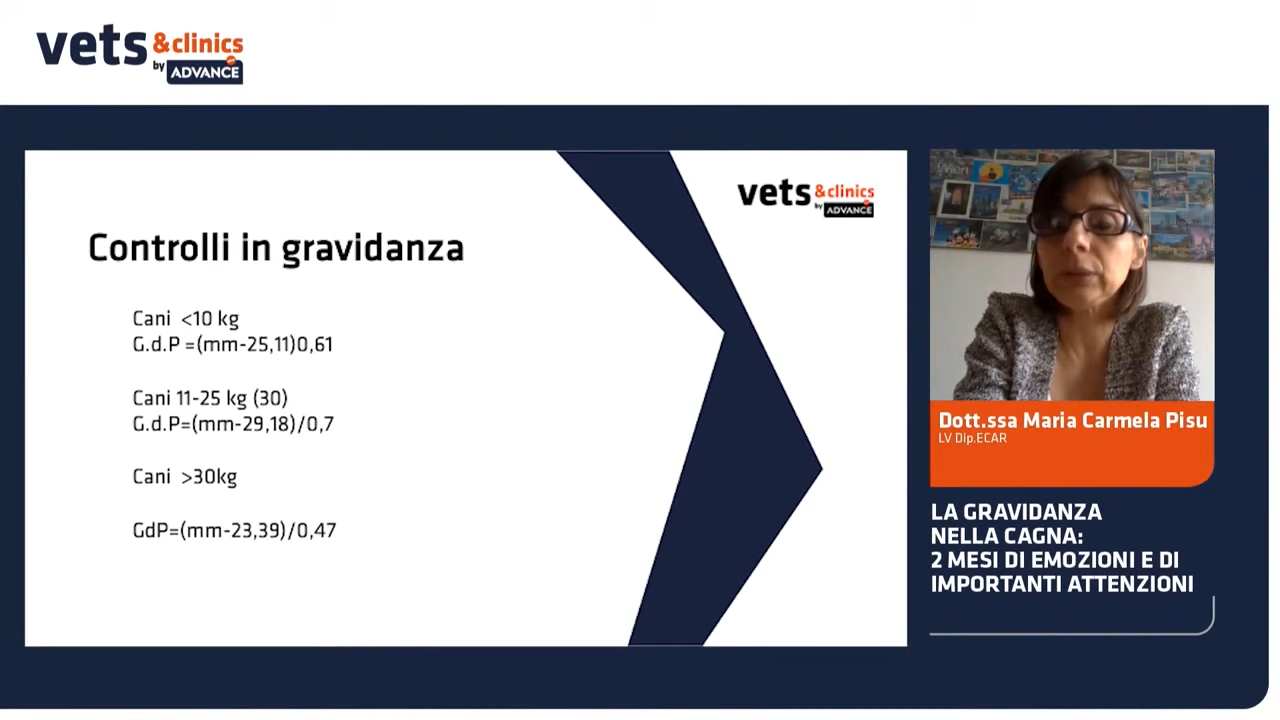 vets &clinics
by ADVANCE
vets &clinics
by ADVANCE
Controlli in gravidanza
Cani <10 kg
G.d.P =(mm-25,11)0,61
Cani 11-25 kg (30)
G.d.P=(mm-29,18)/0,7
Cani >30kg
GdP=(mm-23,39)/0,47
Wien
Dott.ssa Maria Carmela Pisu
LV Dip.ECAR
LA GRAVIDANZA
NELLA CAGNA:
2 MESI DI EMOZIONI E DI
IMPORTANTI ATTENZIONI